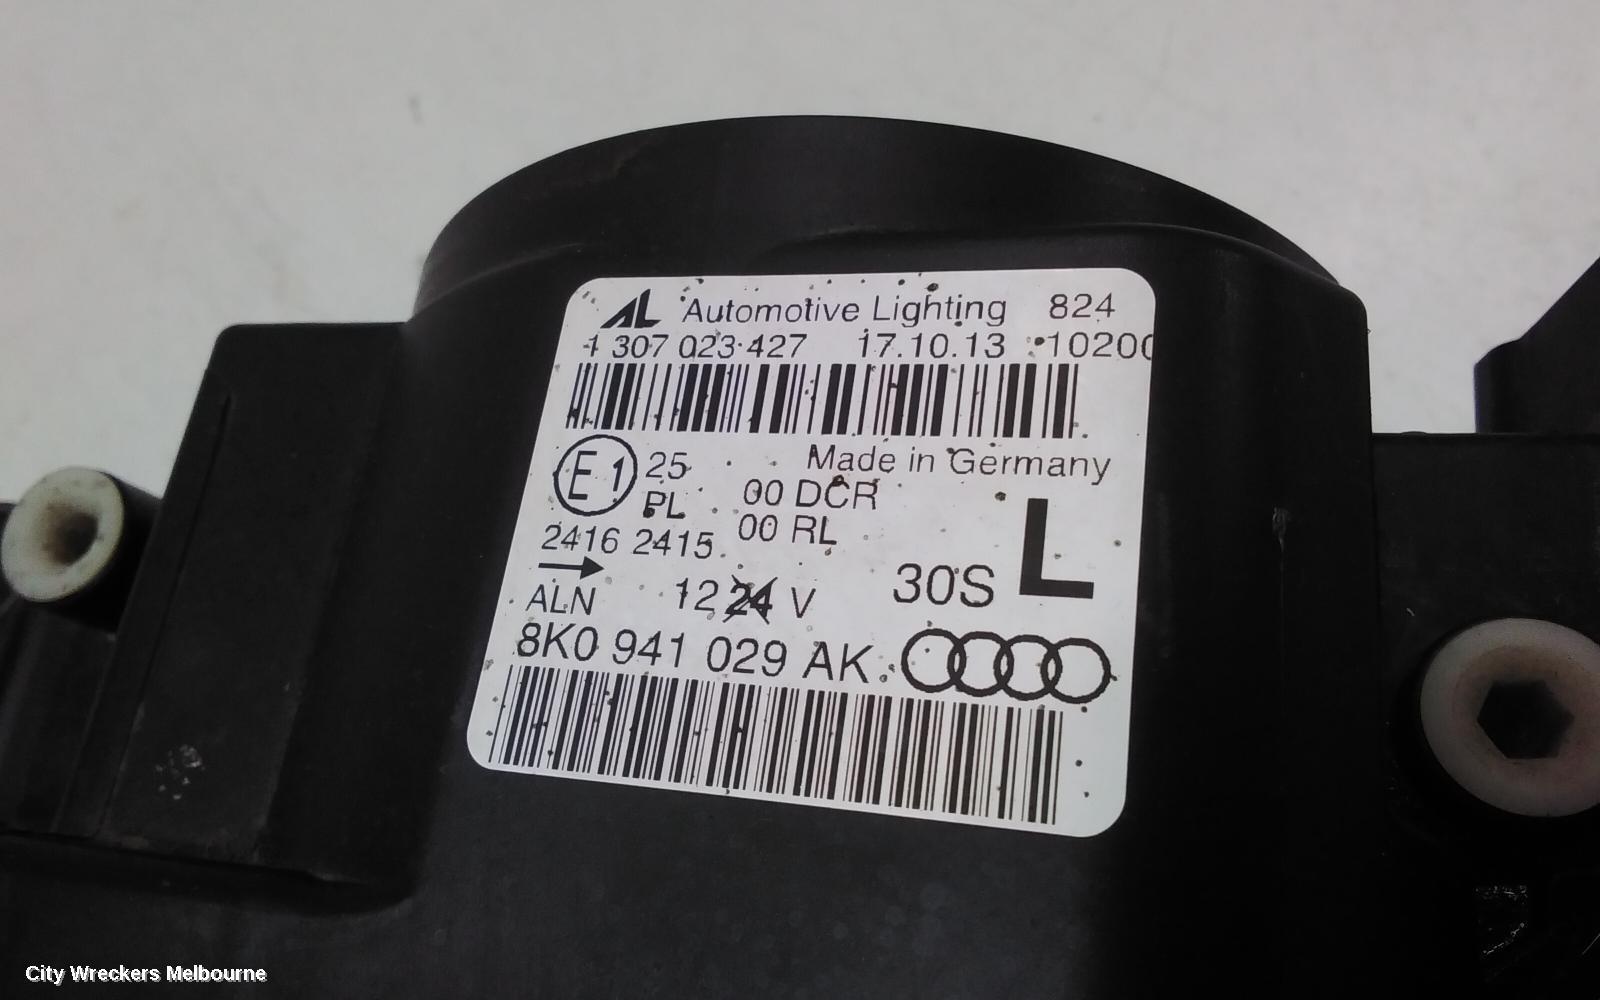 AL Automotive Lighting 824
1 307 023 427 17.10.13 10200
Made in Germany
E1 25 00 DCR
PL 00 RL
2416 2415
L
30S
ALN 12 24 V
8K0 941 029 AK
City Wreckers Melbourne